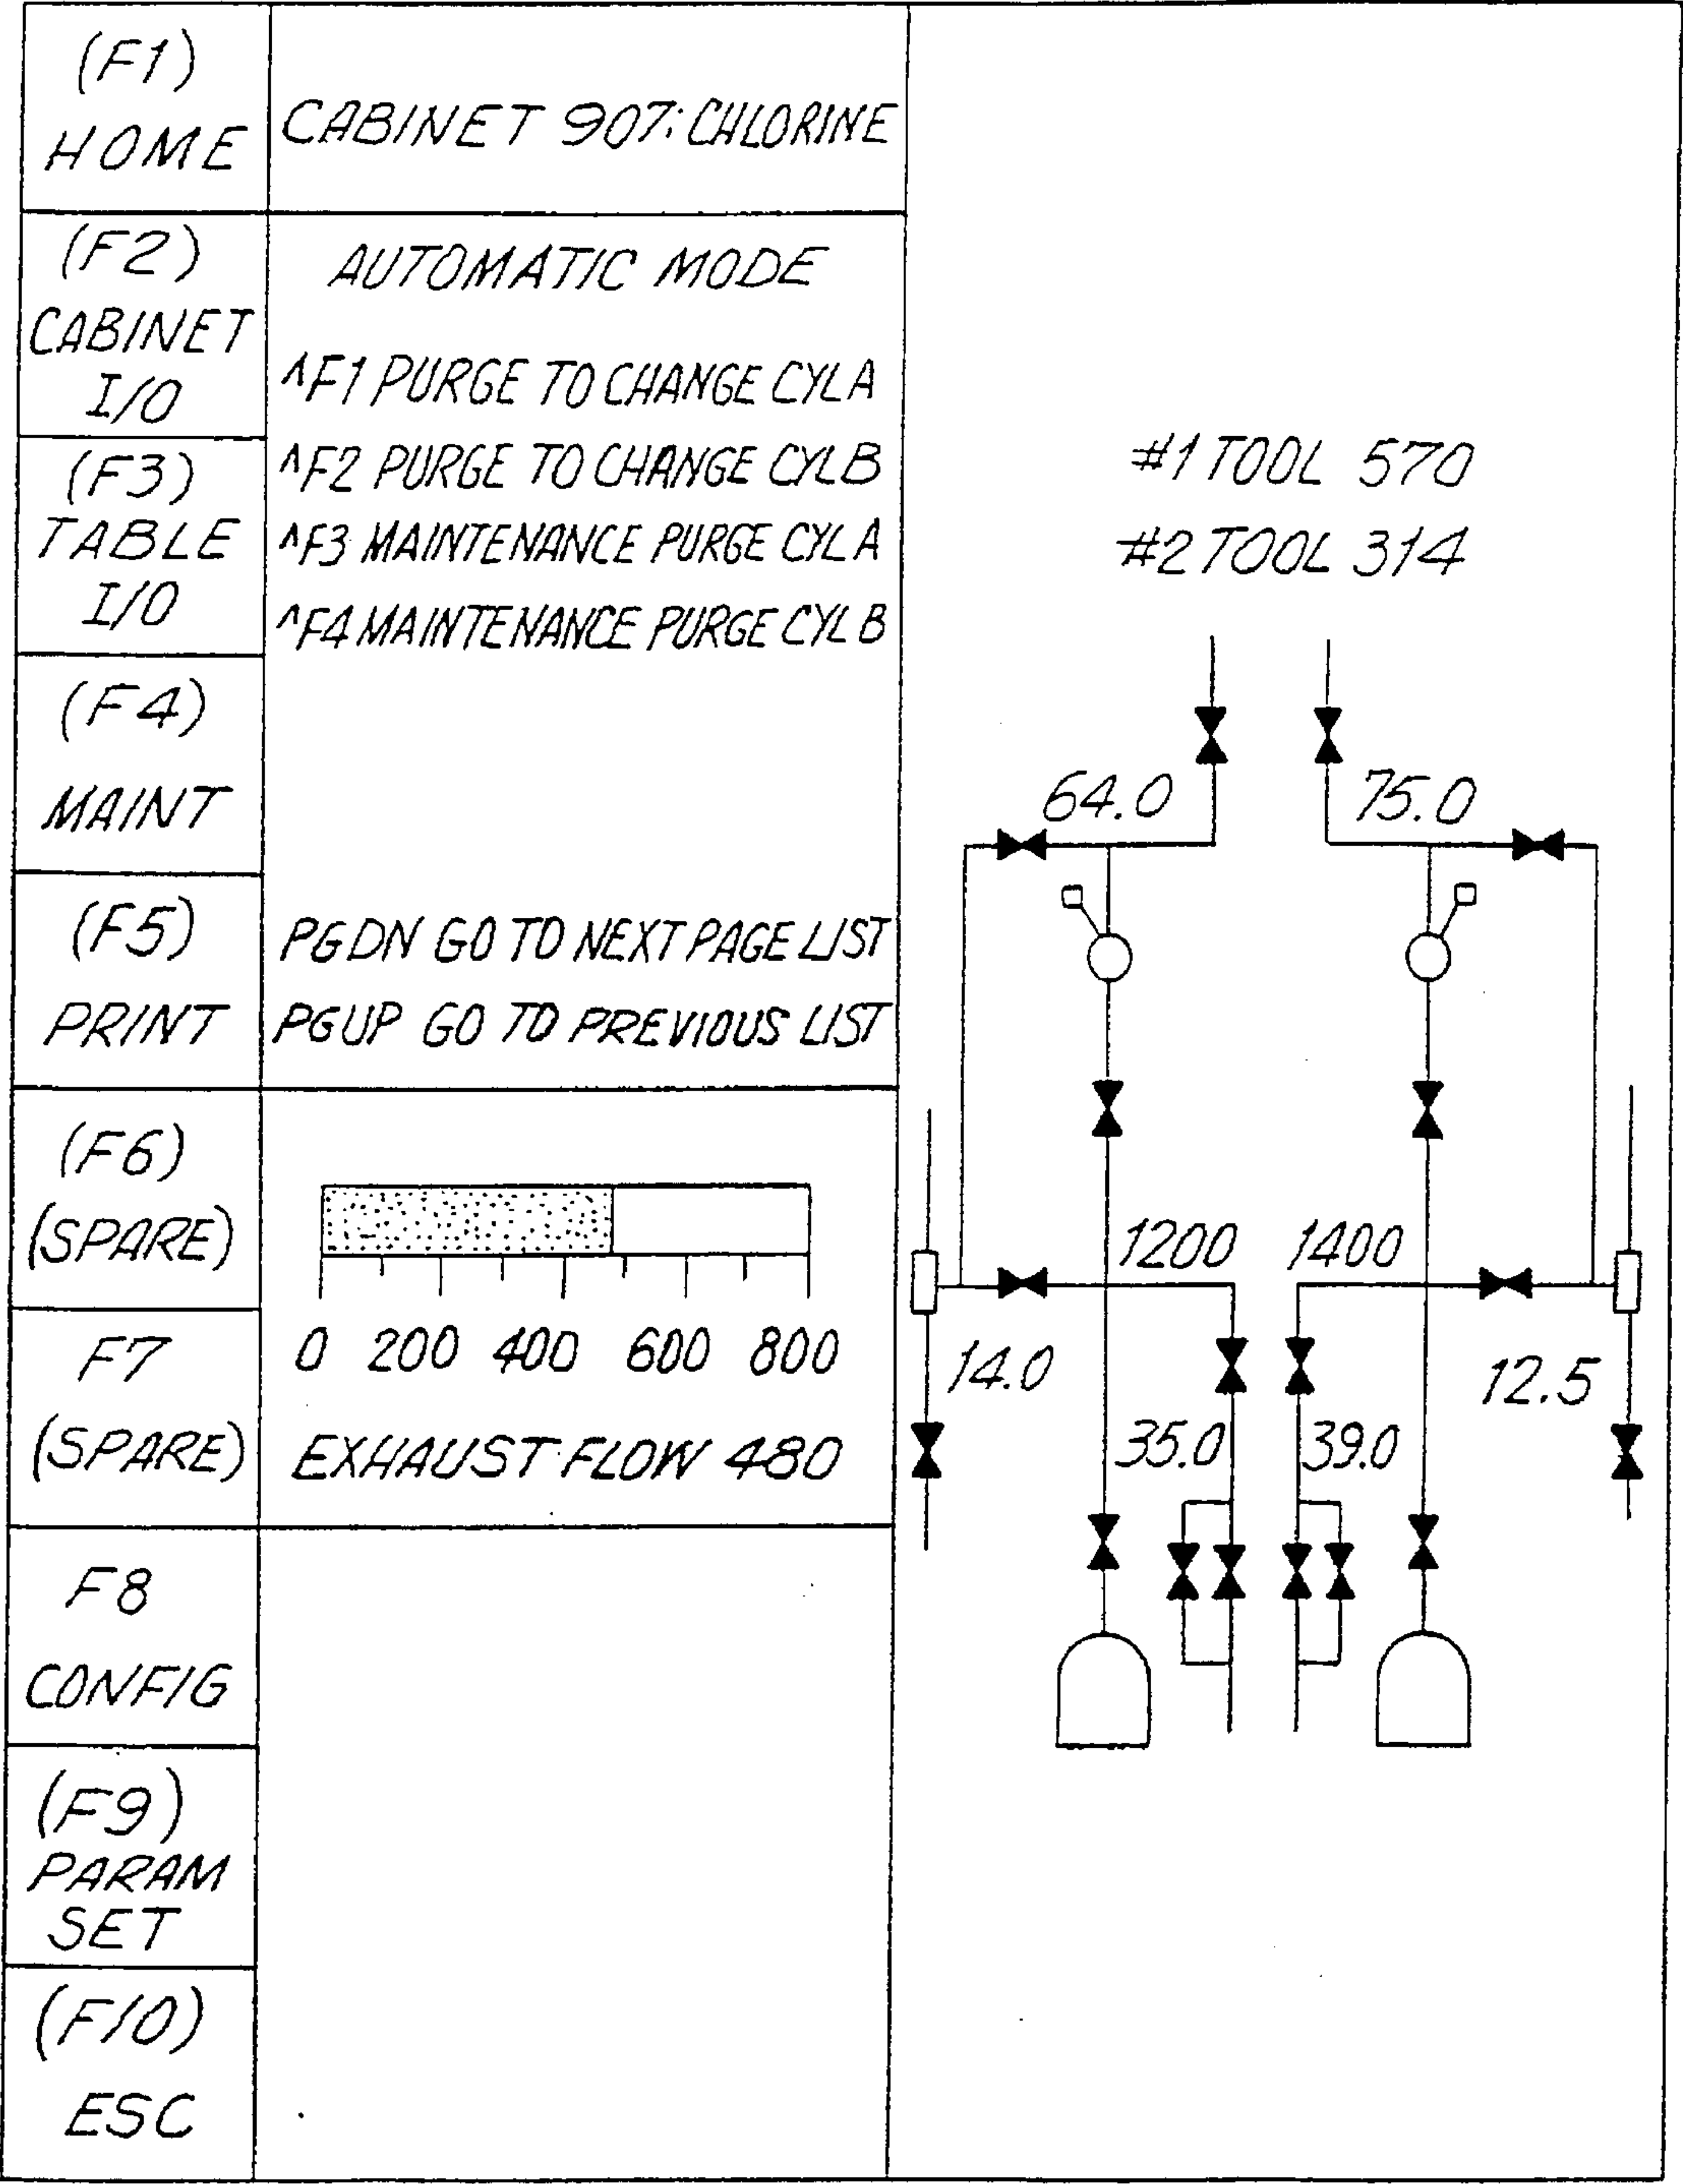 (F1)
HOME
CABINET 907: CHLORINE
(F2)
CABINET
I/O
AUTOMATIC MODE
^F1 PURGE TO CHANGE CYL A
^F2 PURGE TO CHANGE CYL B
^F3 MAINTENANCE PURGE CYL A
^F4 MAINTENANCE PURGE CYL B
(F3)
TABLE
I/O
(F4)
MAINT
(F5)
PRINT
PGDN GO TO NEXT PAGE LIST
PGUP GO TO PREVIOUS LIST
(F6)
(SPARE)
F7
(SPARE)
0 200 400 600 800
EXHAUST FLOW 480
F8
CONFIG
(F9)
PARAM
SET
(F10)
ESC
#1 TOOL 570
#2 TOOL 314
64.0 75.0
1200 1400
14.0 12.5
35.0 39.0